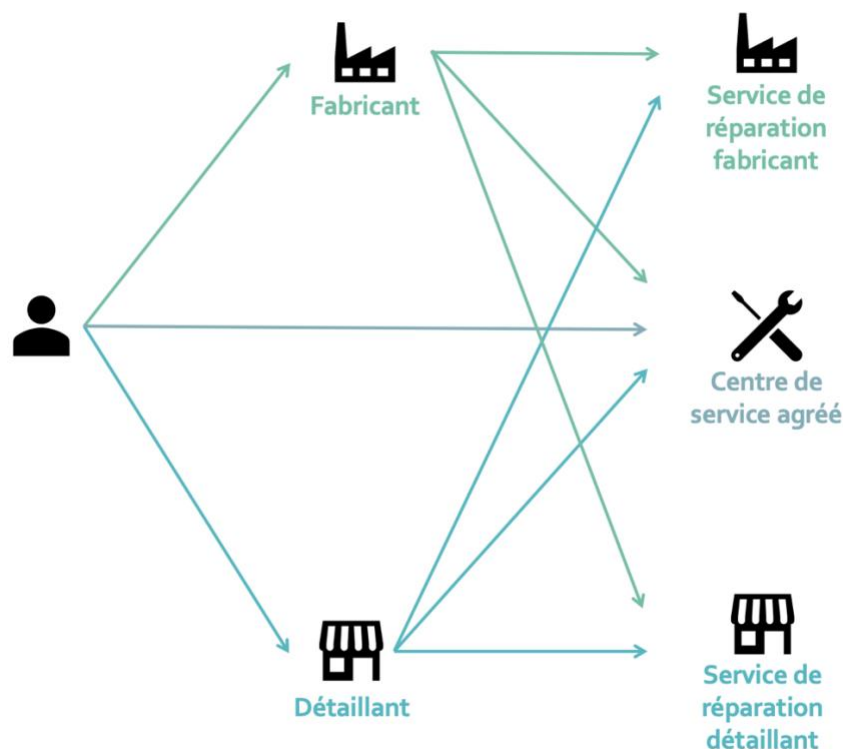 Fabricant
Service de
réparation
fabricant
Centre de
service agréé
Détaillant
Service de
réparation
détaillant